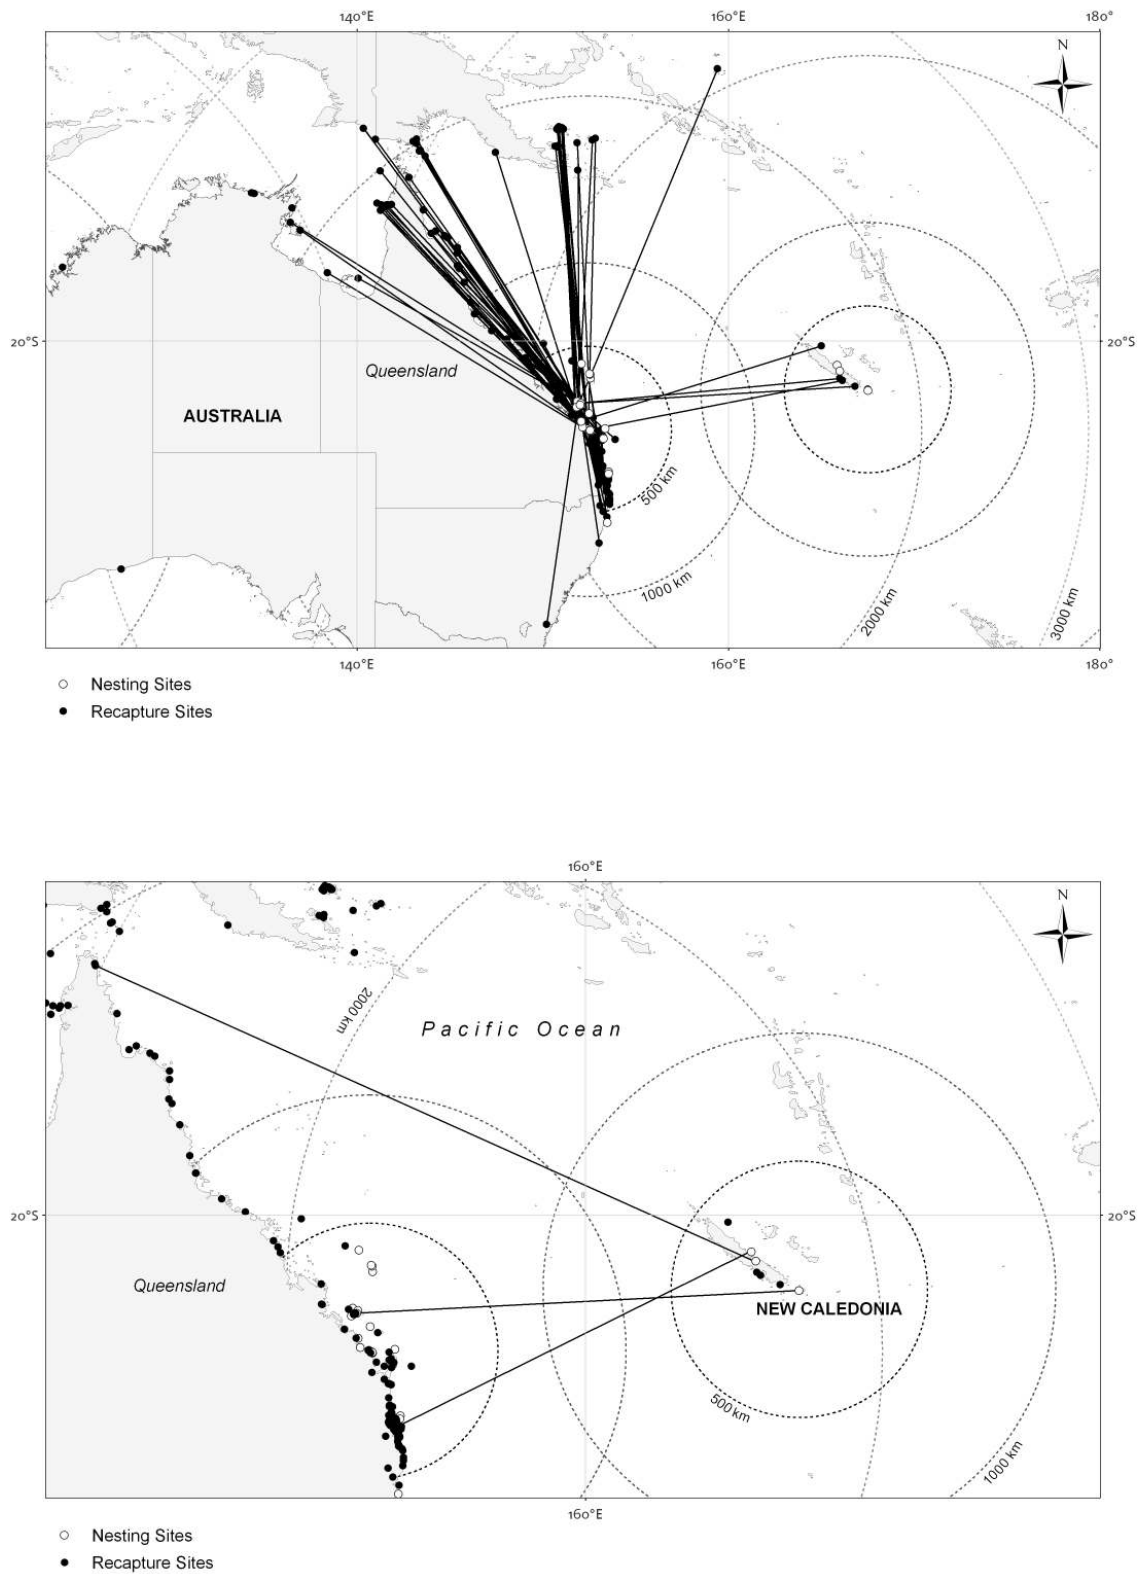 140°E 160°E 180°
N
20°S 20°S
Queensland
AUSTRALIA
500 km
1000 km
2000 km
3000 km
140°E 160°E 180°
Nesting Sites
Recapture Sites
160°E
N
2000 km
Pacific Ocean
20°S 20°S
Queensland
NEW CALEDONIA
500 km
1000 km
160°E
Nesting Sites
Recapture Sites